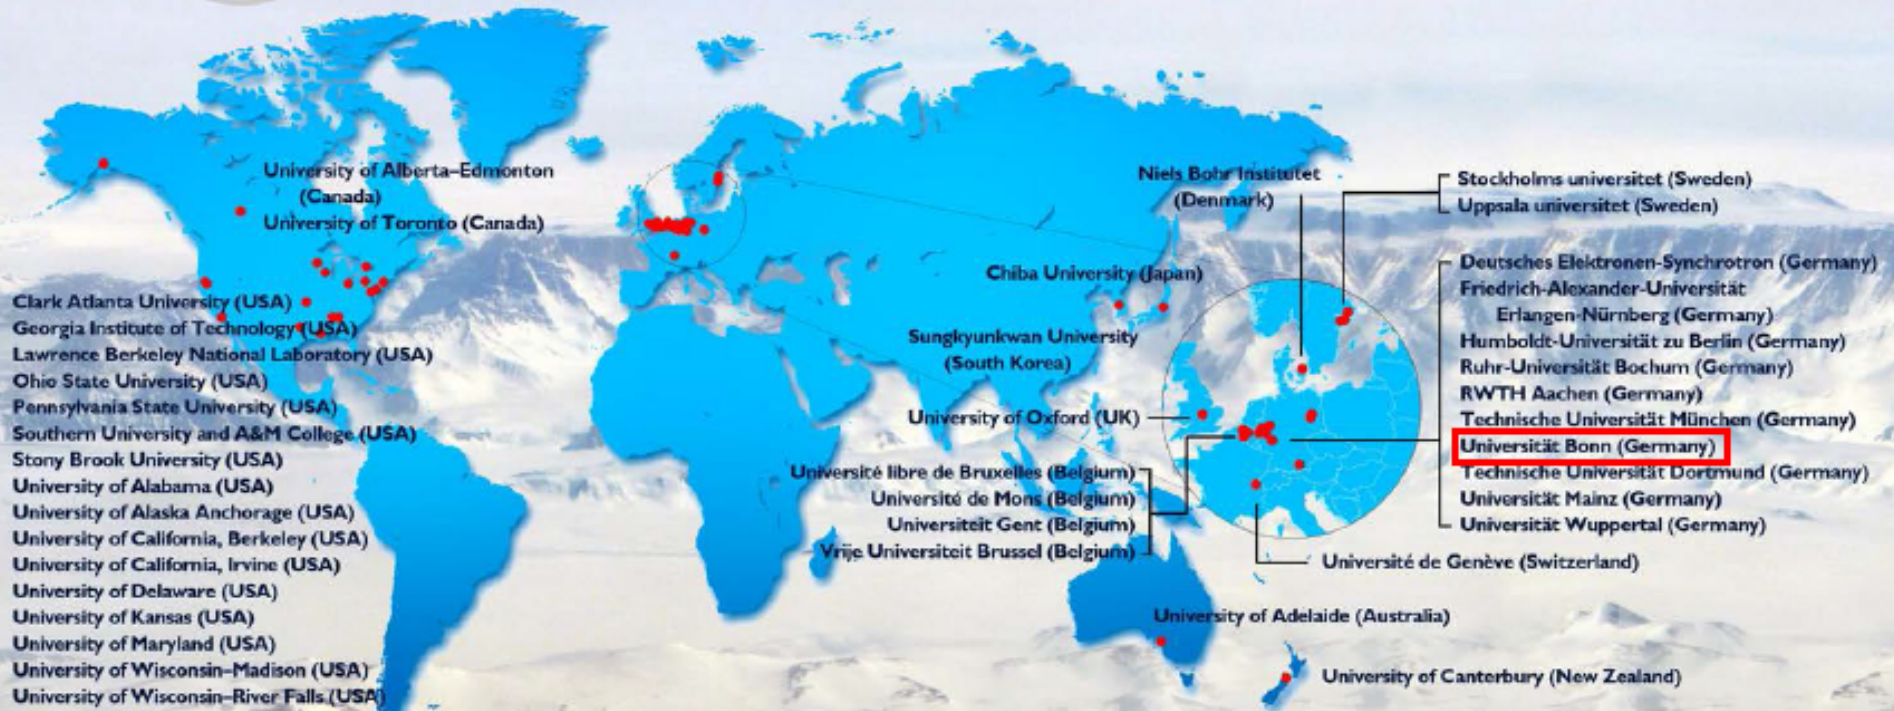 University of Alberta–Edmonton
(Canada)
University of Toronto (Canada)
Clark Atlanta University (USA)
Georgia Institute of Technology (USA)
Lawrence Berkeley National Laboratory (USA)
Ohio State University (USA)
Pennsylvania State University (USA)
Southern University and A&M College (USA)
Stony Brook University (USA)
University of Alabama (USA)
University of Alaska Anchorage (USA)
University of California, Berkeley (USA)
University of California, Irvine (USA)
University of Delaware (USA)
University of Kansas (USA)
University of Maryland (USA)
University of Wisconsin–Madison (USA)
University of Wisconsin–River Falls (USA)
Niels Bohr Institutet
(Denmark)
Chiba University (Japan)
Sungkyunkwan University
(South Korea)
University of Oxford (UK)
Université libre de Bruxelles (Belgium)
Université de Mons (Belgium)
Universiteit Gent (Belgium)
Vrije Universiteit Brussel (Belgium)
Stockholms universitet (Sweden)
Uppsala universitet (Sweden)
Deutsches Elektronen-Synchrotron (Germany)
Friedrich-Alexander-Universität
Erlangen-Nürnberg (Germany)
Humboldt-Universität zu Berlin (Germany)
Ruhr-Universität Bochum (Germany)
RWTH Aachen (Germany)
Technische Universität München (Germany)
Universität Bonn (Germany)
Technische Universität Dortmund (Germany)
Universität Mainz (Germany)
Universität Wuppertal (Germany)
Université de Genève (Switzerland)
University of Adelaide (Australia)
University of Canterbury (New Zealand)